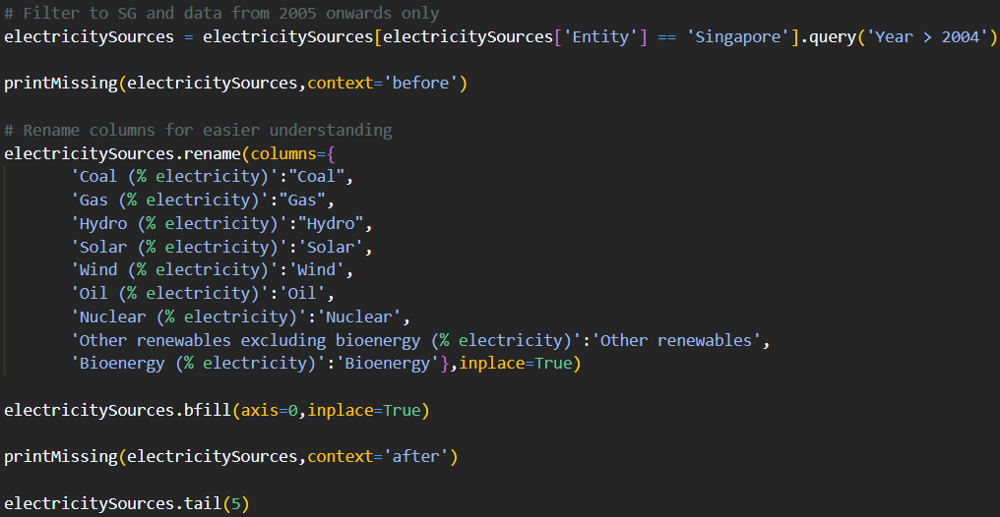 # Filter to SG and data from 2005 onwards only
electricitySources = electricitySources[electricitySources['Entity'] == 'Singapore'].query('Year > 2004')
printMissing(electricitySources,context='before')
# Rename columns for easier understanding
electricitySources.rename(columns={
'Coal (% electricity)':"Coal",
'Gas (% electricity)':"Gas",
'Hydro (% electricity)':"Hydro",
'Solar (% electricity)':'Solar',
'Wind (% electricity)':'Wind',
'Oil (% electricity)':'Oil',
'Nuclear (% electricity)':'Nuclear',
'Other renewables excluding bioenergy (% electricity)':'Other renewables',
'Bioenergy (% electricity)':'Bioenergy'},inplace=True)
electricitySources.bfill(axis=0,inplace=True)
printMissing(electricitySources,context='after')
electricitySources.tail(5)